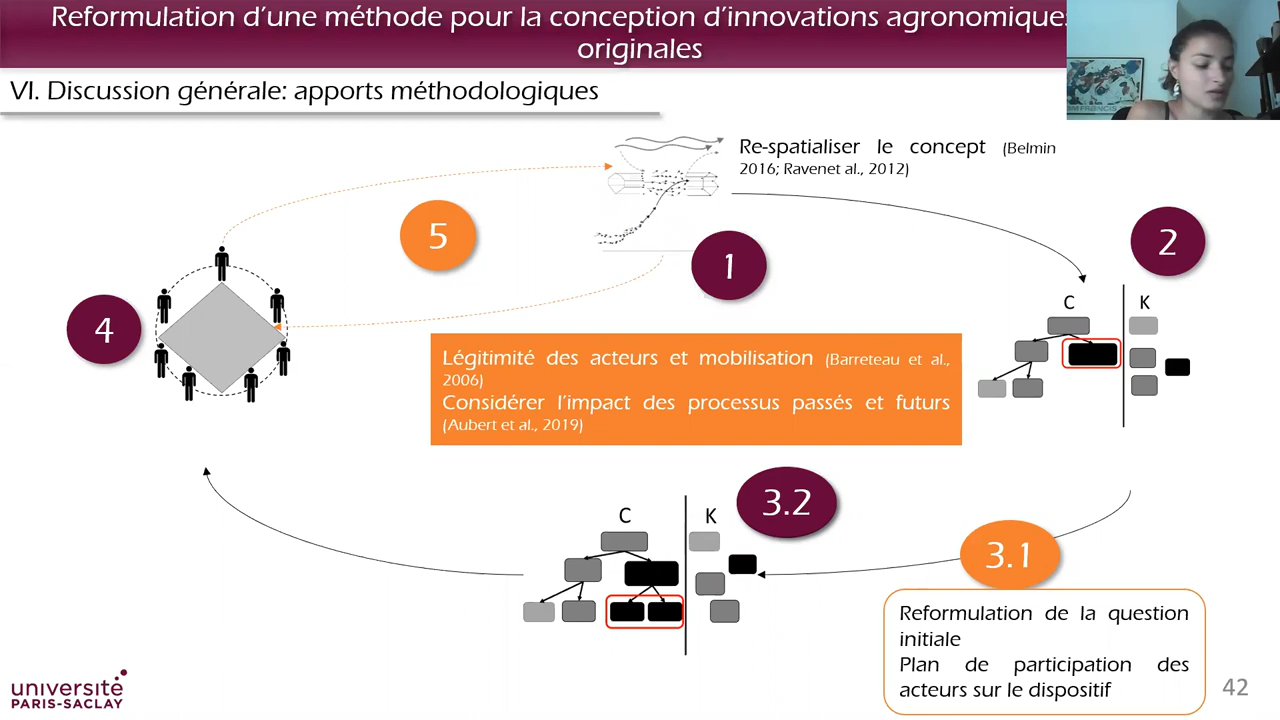 Reformulation d'une méthode pour la conception d'innovations agronomiques
originales
VI. Discussion générale: apports méthodologiques
Re-spatialiser le concept (Belmin
2016; Ravenet al., 2012)
5
1
2
4
C K
Légitimité des acteurs et mobilisation (Barreteau et al.,
2006)
Considérer l'impact des processus passés et futurs
(Aubert et al., 2019)
3.2
C K
3.1
Reformulation de la question
initiale
Plan de participation des
acteurs sur le dispositif
université
PARIS-SACLAY
42